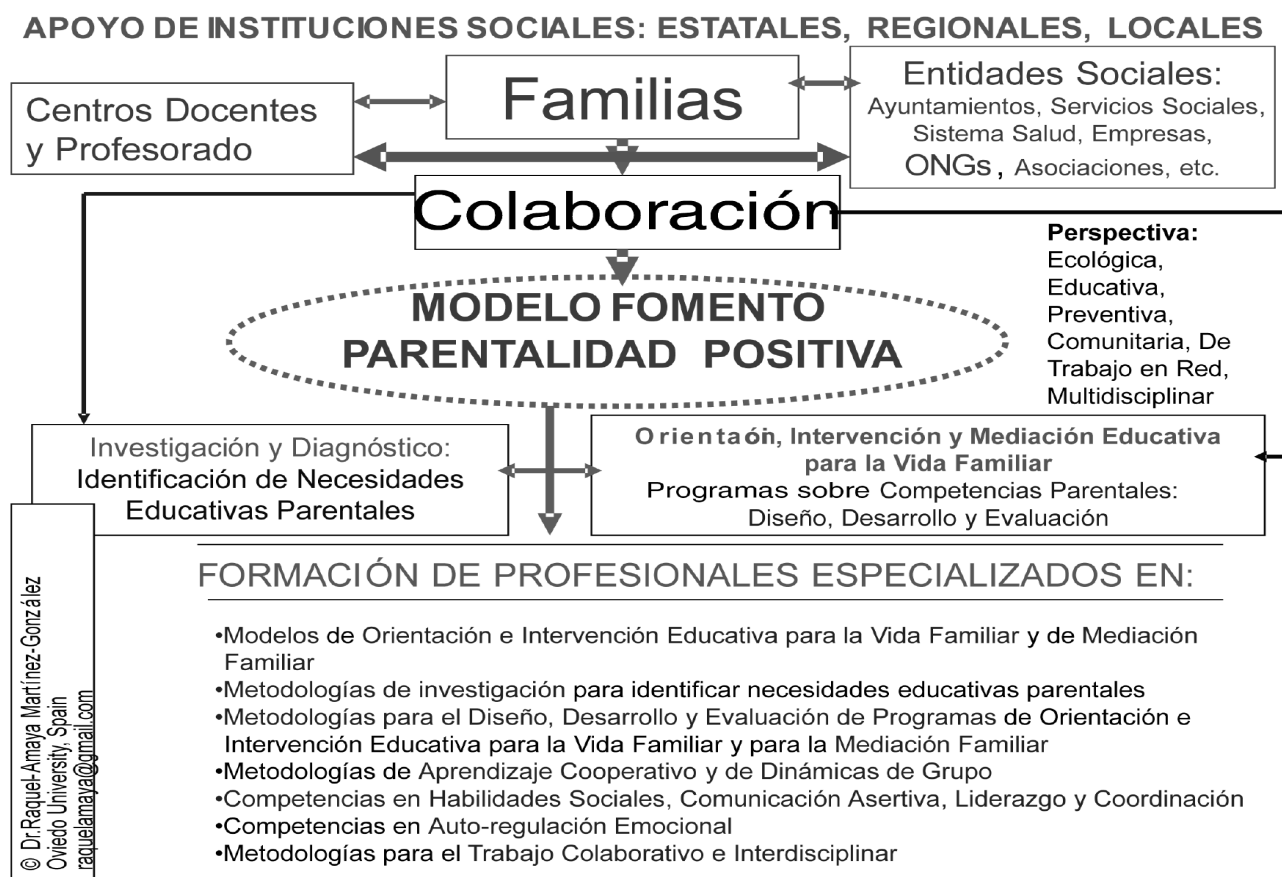 APOYO DE INSTITUCIONES SOCIALES: ESTATALES, REGIONALES, LOCALES
Centros Docentes
y Profesorado
Familias
Entidades Sociales:
Ayuntamientos, Servicios Sociales,
Sistema Salud, Empresas,
ONGs, Asociaciones, etc.
Colaboración
Perspectiva:
Ecológica,
Educativa,
Preventiva,
Comunitaria, De
Trabajo en Red,
Multidisciplinar
MODELO FOMENTO
PARENTALIDAD POSITIVA
Investigación y Diagnóstico:
Identificación de Necesidades
Educativas Parentales
Orientaón, Intervención y Mediación Educativa
para la Vida Familiar
Programas sobre Competencias Parentales:
Diseño, Desarrollo y Evaluación
FORMACIÓN DE PROFESIONALES ESPECIALIZADOS EN:
•Modelos de Orientación e Intervención Educativa para la Vida Familiar y de Mediación
Familiar
•Metodologías de investigación para identificar necesidades educativas parentales
•Metodologías para el Diseño, Desarrollo y Evaluación de Programas de Orientación e
Intervención Educativa para la Vida Familiar y para la Mediación Familiar
•Metodologías de Aprendizaje Cooperativo y de Dinámicas de Grupo
•Competencias en Habilidades Sociales, Comunicación Asertiva, Liderazgo y Coordinación
•Competencias en Auto-regulación Emocional
•Metodologías para el Trabajo Colaborativo e Interdisciplinar
© Dr.Raquel-Amaya Martínez-González
Oviedo University. Spain
raquelamaya@gmail.com